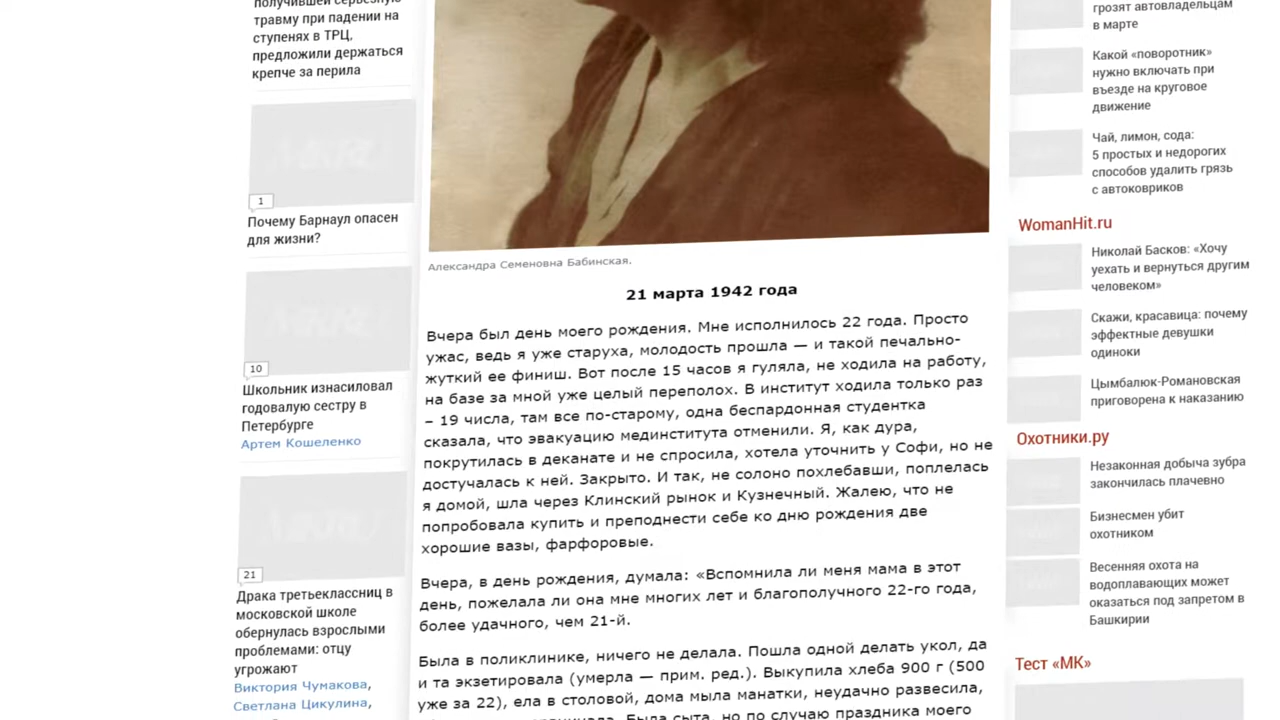 получившей серьезную
травму при падении на
ступенях в ТРЦ,
предложили держаться
крепче за перила
1
Почему Барнаул опасен
для жизни?
10
Школьник изнасиловал
годовалую сестру в
Петербурге
Артем Кошеленко
21
Драка третьеклассниц в
московской школе
обернулась взрослыми
проблемами: отцу
угрожают
Виктория Чумакова,
Светлана Цикулина,
Александра Семеновна Бабинская.
21 марта 1942 года
Вчера был день моего рождения. Мне исполнилось 22 года. Просто
ужас, ведь я уже старуха, молодость прошла — и такой печально-
жуткий ее финиш. Вот после 15 часов я гуляла, не ходила на работу,
на базе за мной уже целый переполох. В институт ходила только раз
– 19 числа, там все по-старому, одна беспардонная студентка
сказала, что эвакуацию мединститута отменили. Я, как дура,
покрутилась в деканате и не спросила, хотела уточнить у Софи, но не
достучалась к ней. Закрыто. И так, не солоно похлебавши, поплелась
я домой, шла через Клинский рынок и Кузнечный. Жалею, что не
попробовала купить и преподнести себе ко дню рождения две
хорошие вазы, фарфоровые.
Вчера, в день рождения, думала: «Вспомнила ли меня мама в этот
день, пожелала ли она мне многих лет и благополучного 22-го года,
более удачного, чем 21-й.
Была в поликлинике, ничего не делала. Пошла одной делать укол, да
и та экзетировала (умерла — прим. ред.). Выкупила хлеба 900 г (500
уже за 22), ела в столовой, дома мыла манатки, неудачно развесила,
Была сыта, но по случаю праздника моего
грозят автовладельцам
в марте
Какой «поворотник»
нужно включать при
въезде на круговое
движение
Чай, лимон, сода:
5 простых и недорогих
способов удалить грязь
с автоковриков
WomanHit.ru
Николай Басков: «Хочу
уехать и вернуться другим
человеком»
Скажи, красавица: почему
эффектные девушки
одиноки
Цымбалюк-Романовская
приговорена к наказанию
Охотники.ру
Незаконная добыча зубра
закончилась плачевно
Бизнесмен убит
охотником
Весенняя охота на
водоплавающих может
оказаться под запретом в
Башкирии
Тест «МК»